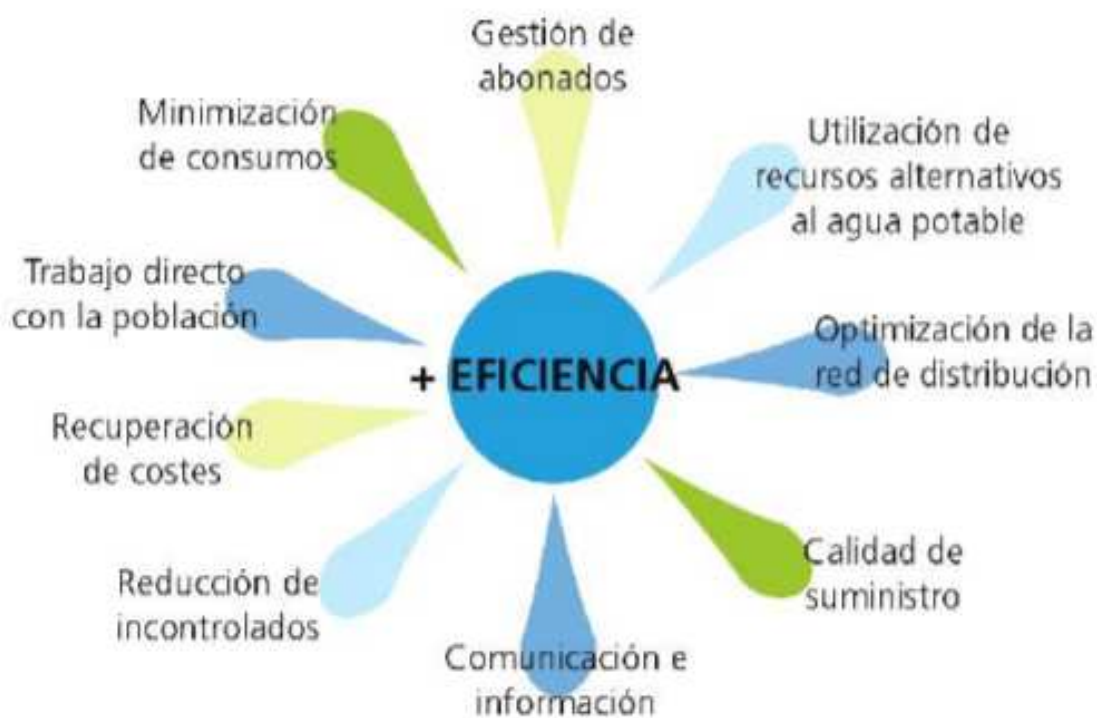 Gestión de
abonados
Utilización de
recursos alternativos
al agua potable
Optimización de la
red de distribución
Calidad de
suministro
Comunicación e
información
Reducción de
incontrolados
Recuperación
de costes
Trabajo directo
con la población
Minimización
de consumos
+ EFICIENCIA